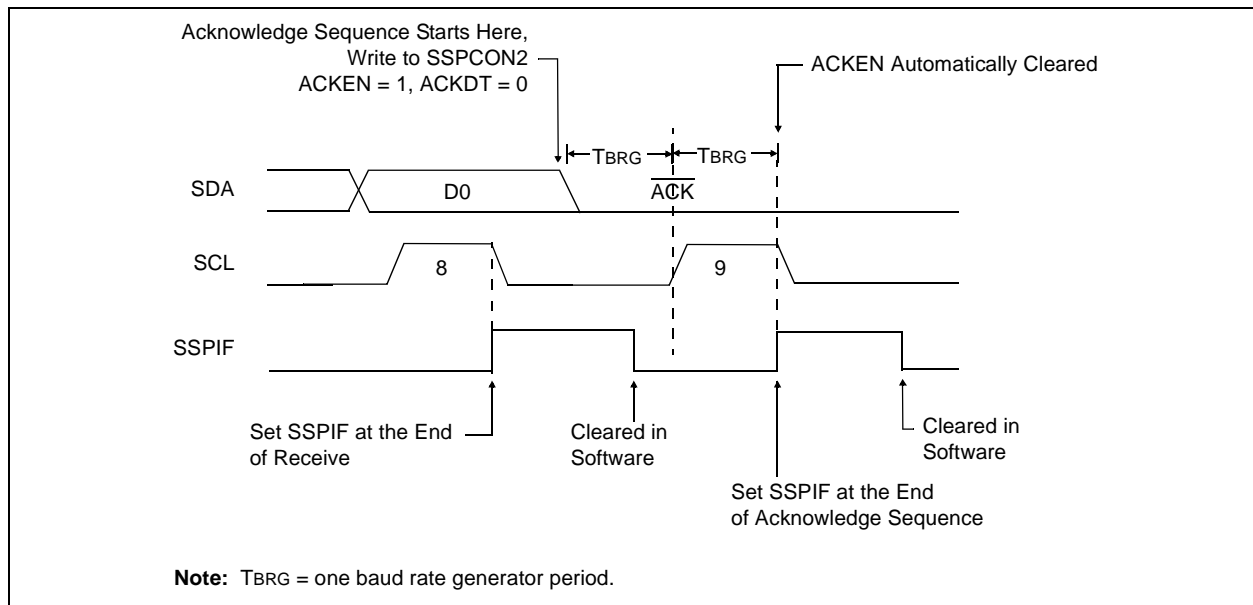 Acknowledge Sequence Starts Here,
Write to SSPCON2
ACKEN = 1, ACKDT = 0
ACKEN Automatically Cleared
TBRG
TBRG
SDA
D0
ACK
SCL
8
9
SSPIF
Set SSPIF at the End
of Receive
Cleared in
Software
Set SSPIF at the End
of Acknowledge Sequence
Cleared in
Software
Note: TBRG = one baud rate generator period.